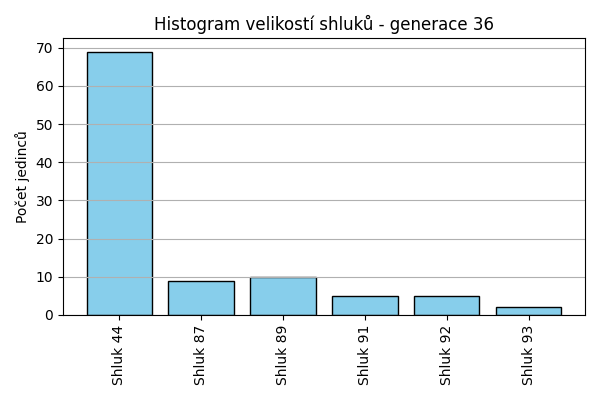 Histogram velikostí shluků - generace 36
Počet jedinců
70
60
50
40
30
20
10
0
Shluk 44
Shluk 87
Shluk 89
Shluk 91
Shluk 92
Shluk 93